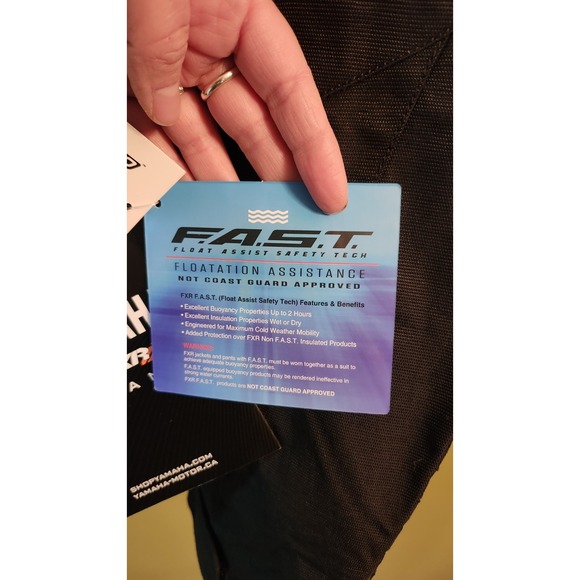 F.A.S.T.
FLOAT ASSIST SAFETY TECH
FLOATATION ASSISTANCE
NOT COAST GUARD APPROVED
FXR F.A.S.T. (Float Assist Safety Tech) Features & Benefits
• Excellent Buoyancy Properties Up to 2 Hours
• Excellent Insulation Properties Wet or Dry
• Engineered for Maximum Cold Weather Mobility
• Added Protection over FXR Non F.A.S.T. Insulated Products
WARNING:
FXR jackets and pants with F.A.S.T. must be worn together as a suit to
achieve adequate buoyancy properties.
F.A.S.T. equipped buoyancy products may be rendered ineffective in
strong water currents.
FXR F.A.S.T. products are NOT COAST GUARD APPROVED
SHOPYAMAHA.COM
YAMAHA-MOTOR.CA